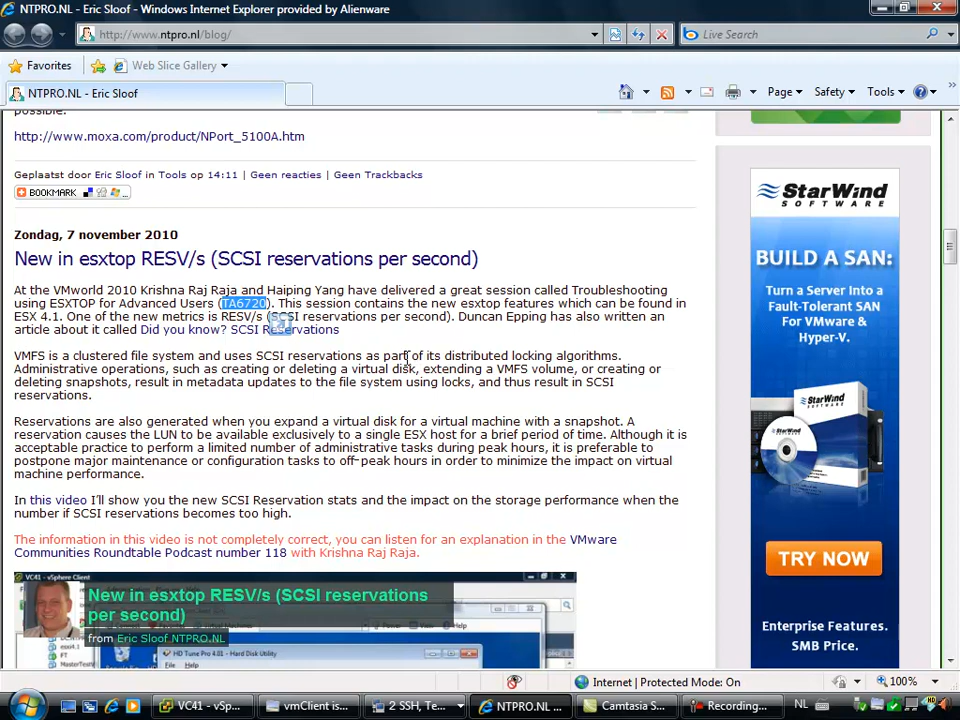 NTPRO.NL - Eric Sloof - Windows Internet Explorer provided by Alienware
http://www.ntpro.nl/blog/
Live Search
Favorites
Web Slice Gallery
NTPRO.NL - Eric Sloof
Page
Safety
Tools
possible.
http://www.moxa.com/product/NPort_5100A.htm
Geplaatst door Eric Sloof in Tools op 14:11 | Geen reacties | Geen Trackbacks
BOOKMARK
Zondag, 7 november 2010
New in esxtop RESV/s (SCSI reservations per second)
At the VMworld 2010 Krishna Raj Raja and Haiping Yang have delivered a great session called Troubleshooting
using ESXTOP for Advanced Users (TA6720). This session contains the new esxtop features which can be found in
ESX 4.1. One of the new metrics is RESV/s (SCSI reservations per second). Duncan Epping has also written an
article about it called Did you know? SCSI Reservations
VMFS is a clustered file system and uses SCSI reservations as part of its distributed locking algorithms.
Administrative operations, such as creating or deleting a virtual disk, extending a VMFS volume, or creating or
deleting snapshots, result in metadata updates to the file system using locks, and thus result in SCSI
reservations.
Reservations are also generated when you expand a virtual disk for a virtual machine with a snapshot. A
reservation causes the LUN to be available exclusively to a single ESX host for a brief period of time. Although it is
acceptable practice to perform a limited number of administrative tasks during peak hours, it is preferable to
postpone major maintenance or configuration tasks to off-peak hours in order to minimize the impact on virtual
machine performance.
In this video I'll show you the new SCSI Reservation stats and the impact on the storage performance when the
number if SCSI reservations becomes too high.
The information in this video is not completely correct, you can listen for an explanation in the VMware
Communities Roundtable Podcast number 118 with Krishna Raj Raja.
VC41 - vSphere Client
New in esxtop RESV/s (SCSI reservations
per second)
from Eric Sloof NTPRO.NL
Help
HD Tune Pro 4.01 - Hard Disk Utility
File Help
StarWind
SOFTWARE
BUILD A SAN:
Turn a Server Into a
Fault-Tolerant SAN
for VMware &
Hyper-V.
TRY NOW
Enterprise Features.
SMB Price.
Internet | Protected Mode: On
100%
VC41 - vSp...
vmClient is...
2 SSH, Te...
NTPRO.NL ...
Camtasia S...
Recording...
NL
20:04